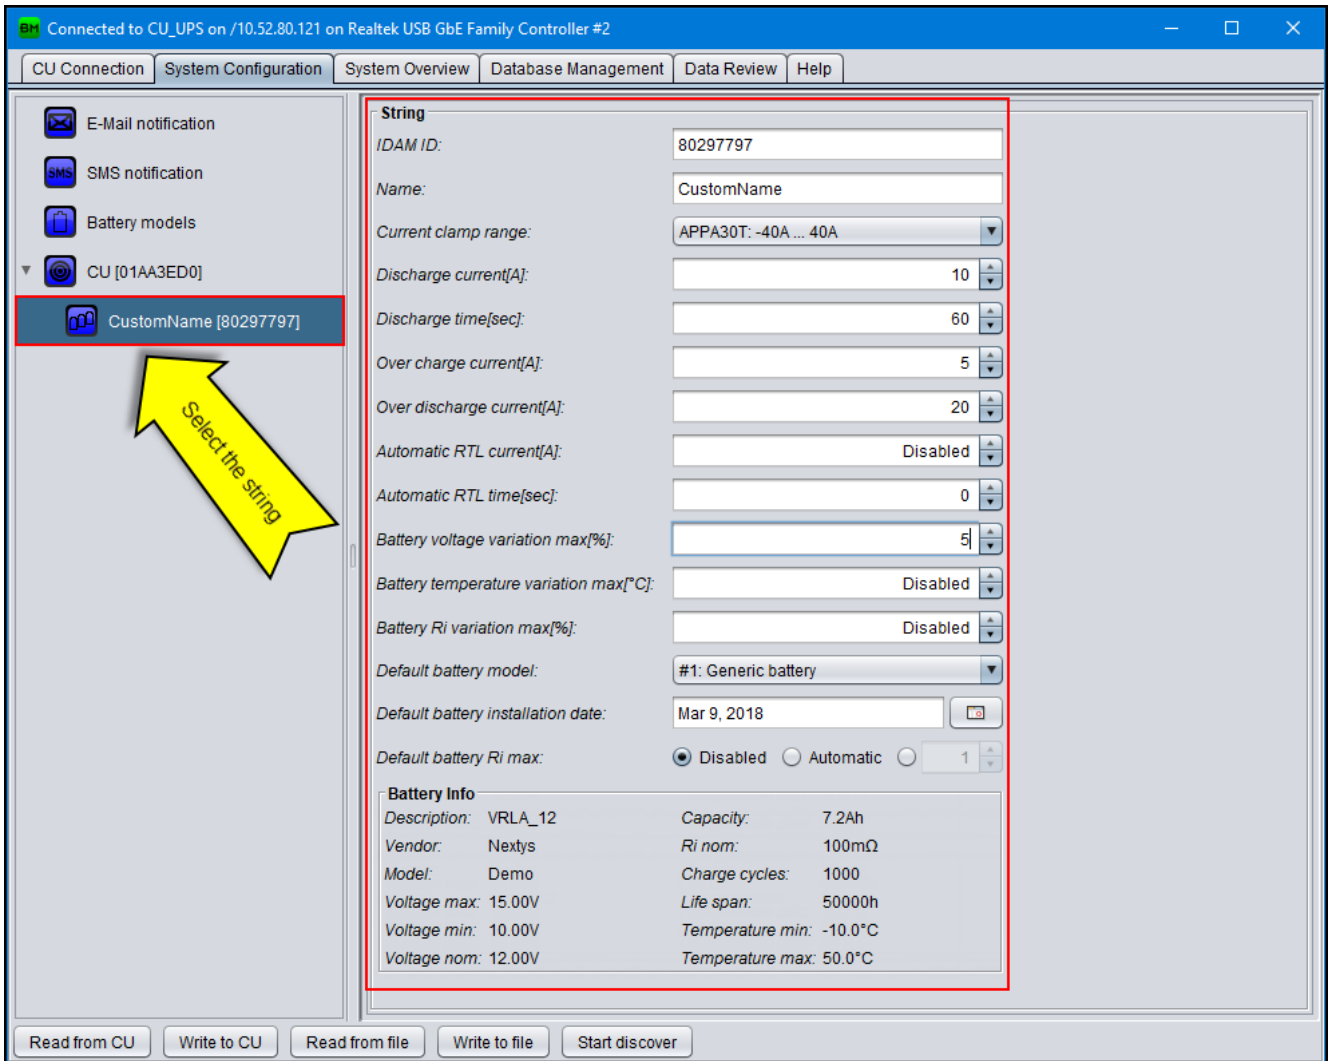 BM Connected to CU_UPS on /10.52.80.121 on Realtek USB GbE Family Controller #2
CU Connection System Configuration System Overview Database Management Data Review Help
E-Mail notification
SMS SMS notification
Battery models
CU [01AA3ED0]
CustomName [80297797]
Select the string
String
IDAM ID: 80297797
Name: CustomName
Current clamp range: APPA30T: -40A ... 40A
Discharge current[A]: 10
Discharge time[sec]: 60
Over charge current[A]: 5
Over discharge current[A]: 20
Automatic RTL current[A]: Disabled
Automatic RTL time[sec]: 0
Battery voltage variation max[%]: 5
Battery temperature variation max[°C]: Disabled
Battery Ri variation max[%]: Disabled
Default battery model: #1: Generic battery
Default battery installation date: Mar 9, 2018
Default battery Ri max: Disabled Automatic 1
Battery Info
Description: VRLA_12 Capacity: 7.2Ah
Vendor: Nextys Ri nom: 100mΩ
Model: Demo Charge cycles: 1000
Voltage max: 15.00V Life span: 50000h
Voltage min: 10.00V Temperature min: -10.0°C
Voltage nom: 12.00V Temperature max: 50.0°C
Read from CU Write to CU Read from file Write to file Start discover